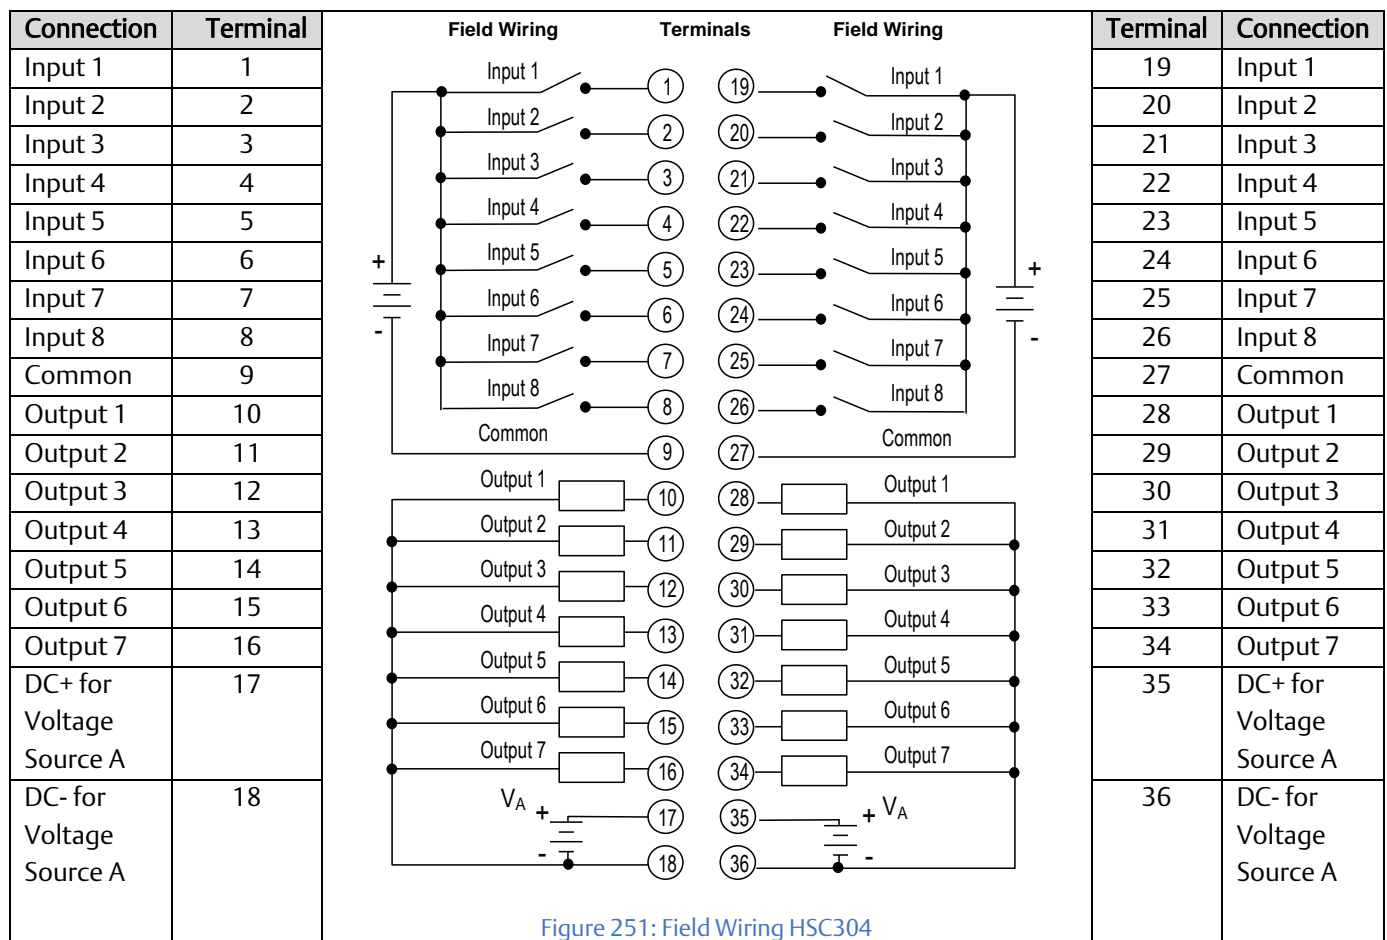 Connection Terminal
Input 1 1
Input 2 2
Input 3 3
Input 4 4
Input 5 5
Input 6 6
Input 7 7
Input 8 8
Common 9
Output 1 10
Output 2 11
Output 3 12
Output 4 13
Output 5 14
Output 6 15
Output 7 16
DC+ for 17
Voltage
Source A
DC- for 18
Voltage
Source A
Field Wiring Terminals Field Wiring
Input 1 1 19 Input 1
Input 2 2 20 Input 2
Input 3 3 21 Input 3
Input 4 4 22 Input 4
Input 5 5 23 Input 5
+ +
Input 6 6 24 Input 6
- -
Input 7 7 25 Input 7
Input 8 8 26 Input 8
Common 9 27 Common
Output 1 10 28 Output 1
Output 2 11 29 Output 2
Output 3 12 30 Output 3
Output 4 13 31 Output 4
Output 5 14 32 Output 5
Output 6 15 33 Output 6
Output 7 16 34 Output 7
VA + 17 35 + VA
- 18 36 -
Figure 251: Field Wiring HSC304
Terminal Connection
19 Input 1
20 Input 2
21 Input 3
22 Input 4
23 Input 5
24 Input 6
25 Input 7
26 Input 8
27 Common
28 Output 1
29 Output 2
30 Output 3
31 Output 4
32 Output 5
33 Output 6
34 Output 7
35 DC+ for
Voltage
Source A
36 DC- for
Voltage
Source A